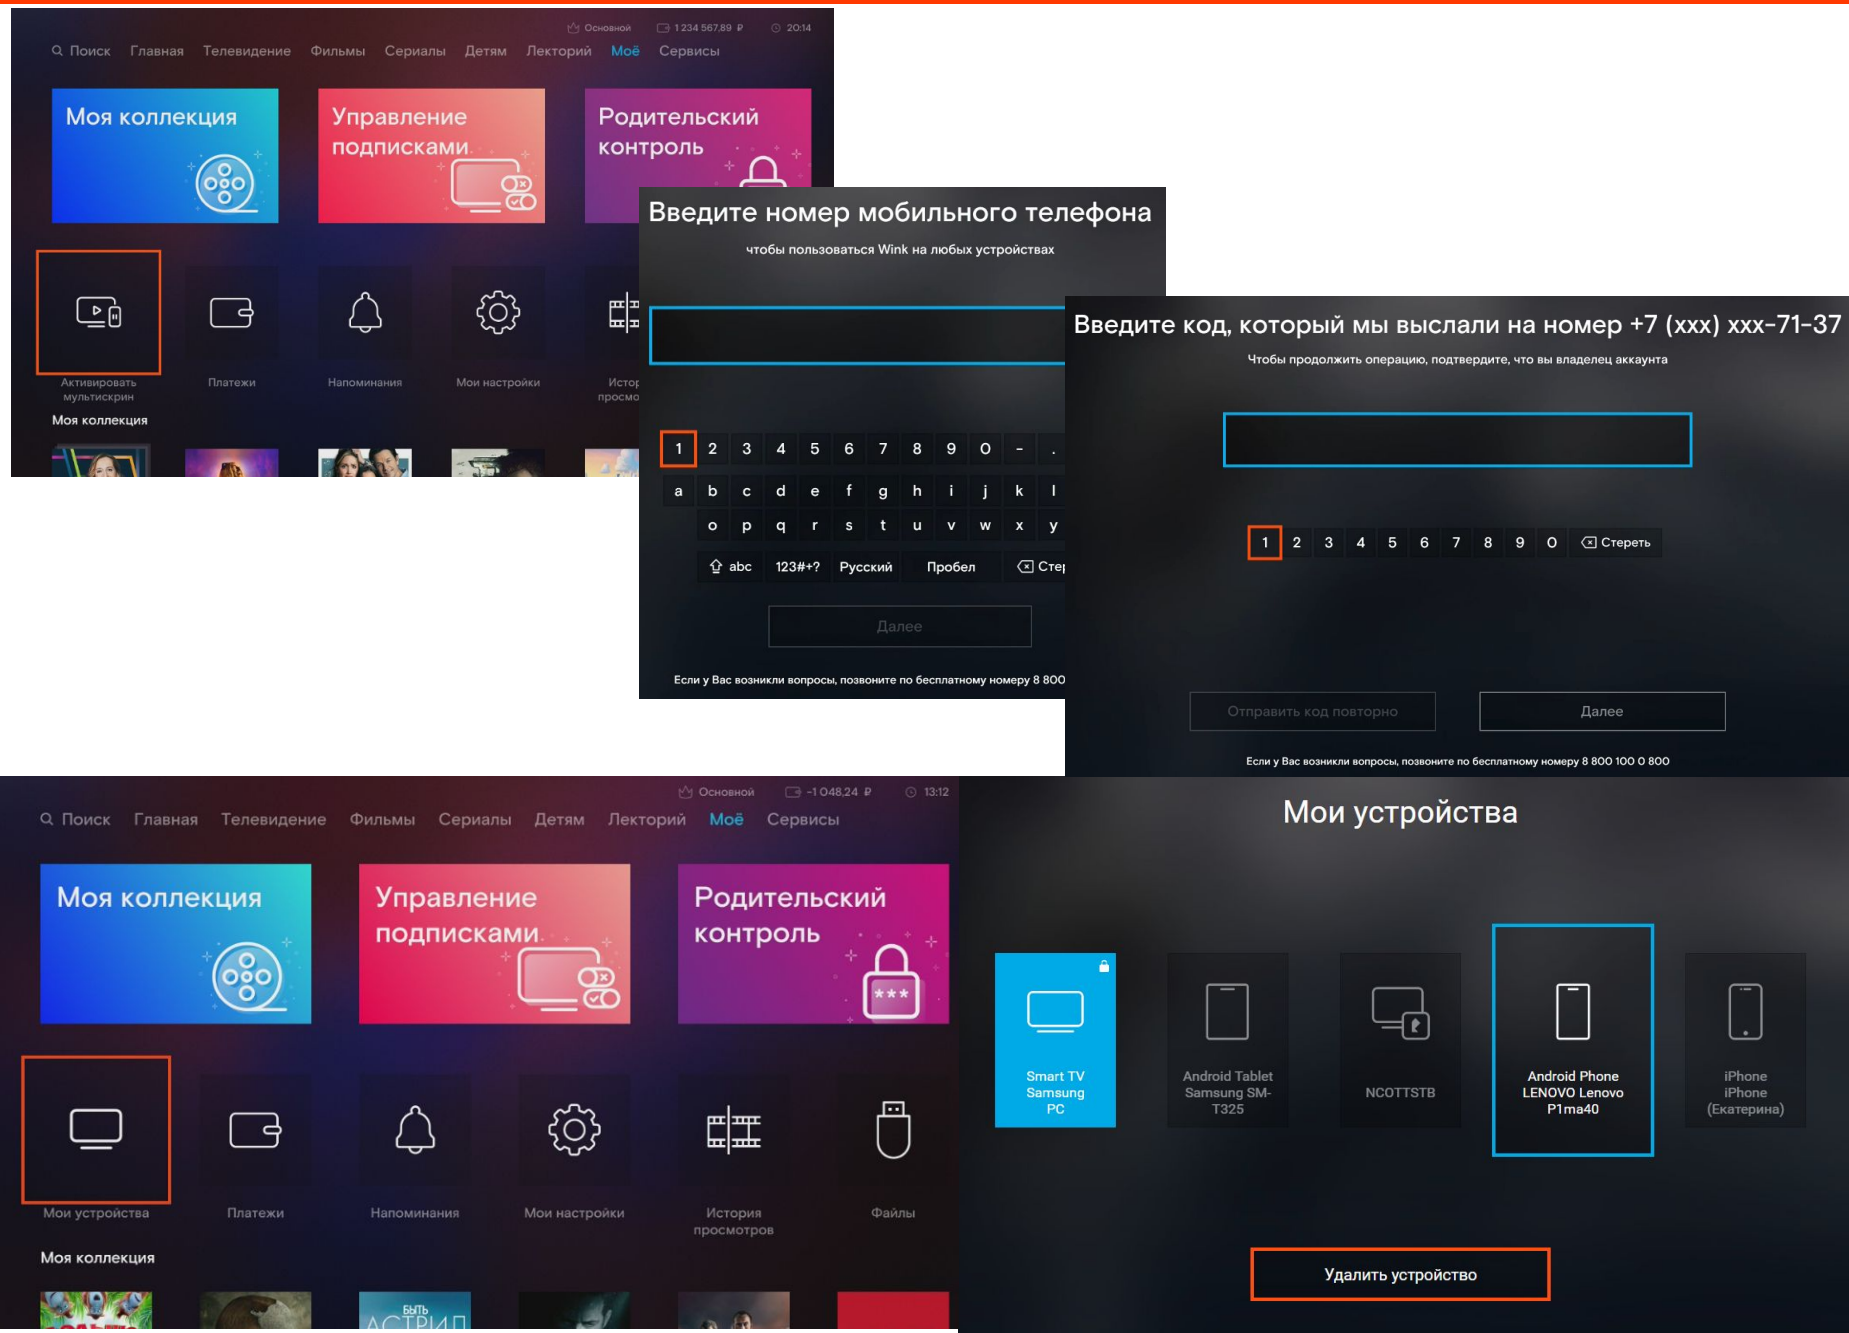 Основной 1 234 567,89 ₽ 20:14
Поиск Главная Телевидение Фильмы Сериалы Детям Лекторий Моё Сервисы
Моя коллекция
Управление
подписками
Родительский
контроль
Активировать
мультискрин
Платежи
Напоминания
Мои настройки
Моя коллекция
Введите номер мобильного телефона
чтобы пользоваться Wink на любых устройствах
1 2 3 4 5 6 7 8 9 0 - .
a b c d e f g h i j k l
o p q r s t u v w x y
abc 123#+? Русский Пробел Стер
Далее
Если у Вас возникли вопросы, позвоните по бесплатному номеру 8 800
Введите код, который мы выслали на номер +7 (xxx) xxx-71-37
Чтобы продолжить операцию, подтвердите, что вы владелец аккаунта
1 2 3 4 5 6 7 8 9 0 Стереть
Отправить код повторно Далее
Если у Вас возникли вопросы, позвоните по бесплатному номеру 8 800 100 0 800
Основной -1 048,24 ₽ 13:12
Поиск Главная Телевидение Фильмы Сериалы Детям Лекторий Моё Сервисы
Моя коллекция
Управление
подписками
Родительский
контроль
***
Мои устройства
Платежи
Напоминания
Мои настройки
История
просмотров
Файлы
Моя коллекция
БЫТЬ
АСТРИД
Мои устройства
Smart TV
Samsung
PC
Android Tablet
Samsung SM-
T325
NCOTTSTB
Android Phone
LENOVO Lenovo
P1ma40
iPhone
iPhone
(Екатерина)
Удалить устройство